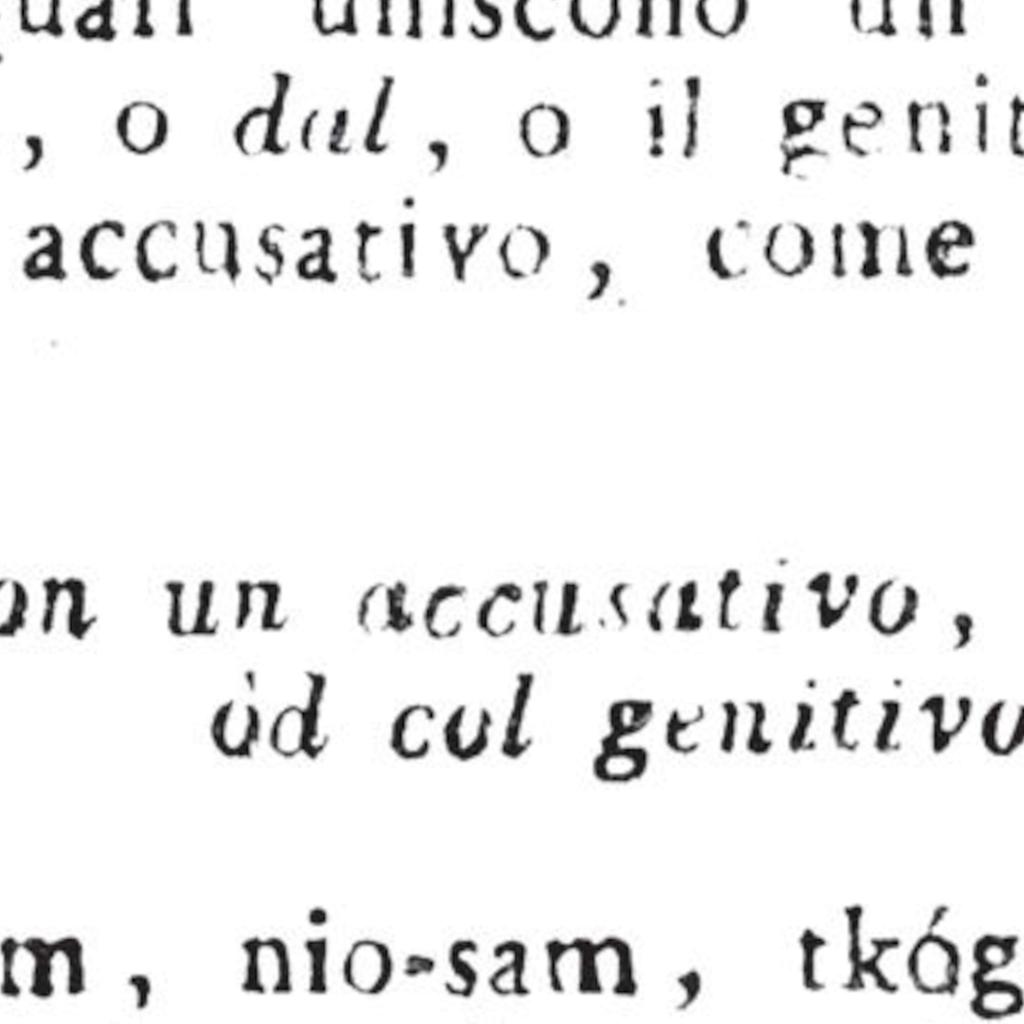 quali uniscono un
, o dal, o il genit
accusativo, come
on un accusativo,
òd col genitivo
m, nio-sam, tkóg